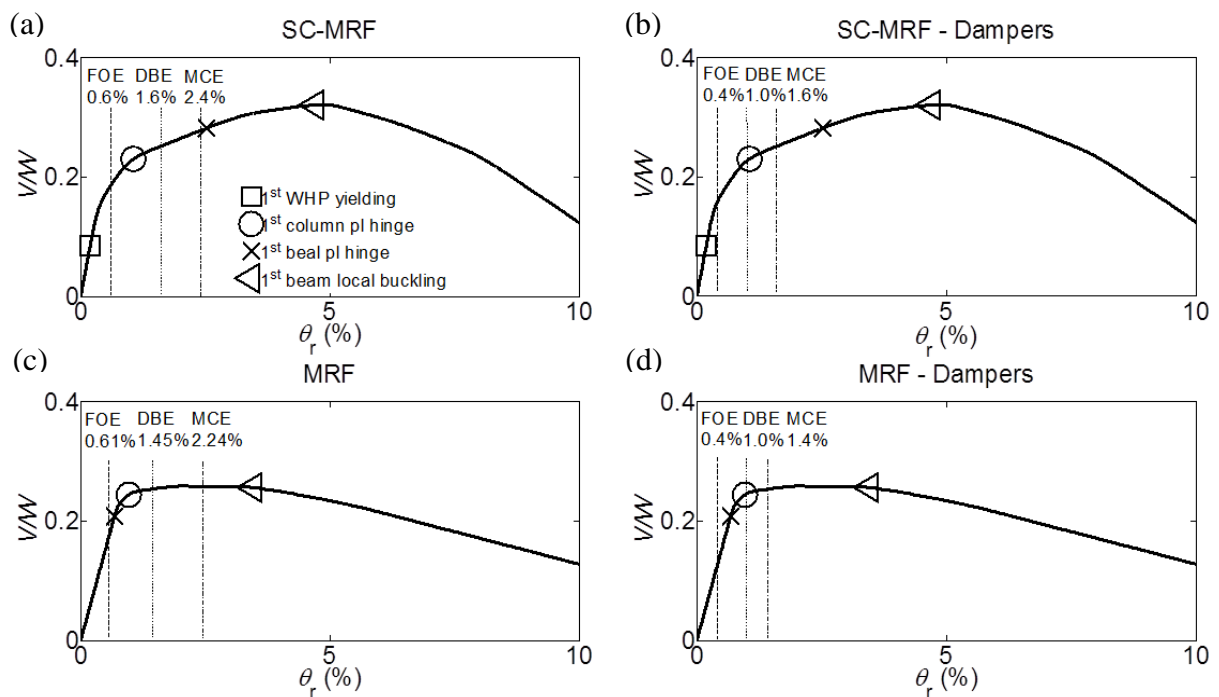 (a)
SC-MRF
0.4
FOE DBE MCE
0.6% 1.6% 2.4%
V/W
0.2
1st WHP yielding
1st column pl hinge
1st beal pl hinge
1st beam local buckling
0
0 5 10
θr (%)
(b)
SC-MRF - Dampers
0.4
FOE DBE MCE
0.4% 1.0% 1.6%
V/W
0.2
0
0 5 10
θr (%)
(c)
MRF
0.4
FOE DBE MCE
0.61% 1.45% 2.24%
V/W
0.2
0
0 5 10
θr (%)
(d)
MRF - Dampers
0.4
FOE DBE MCE
0.4% 1.0% 1.4%
V/W
0.2
0
0 5 10
θr (%)